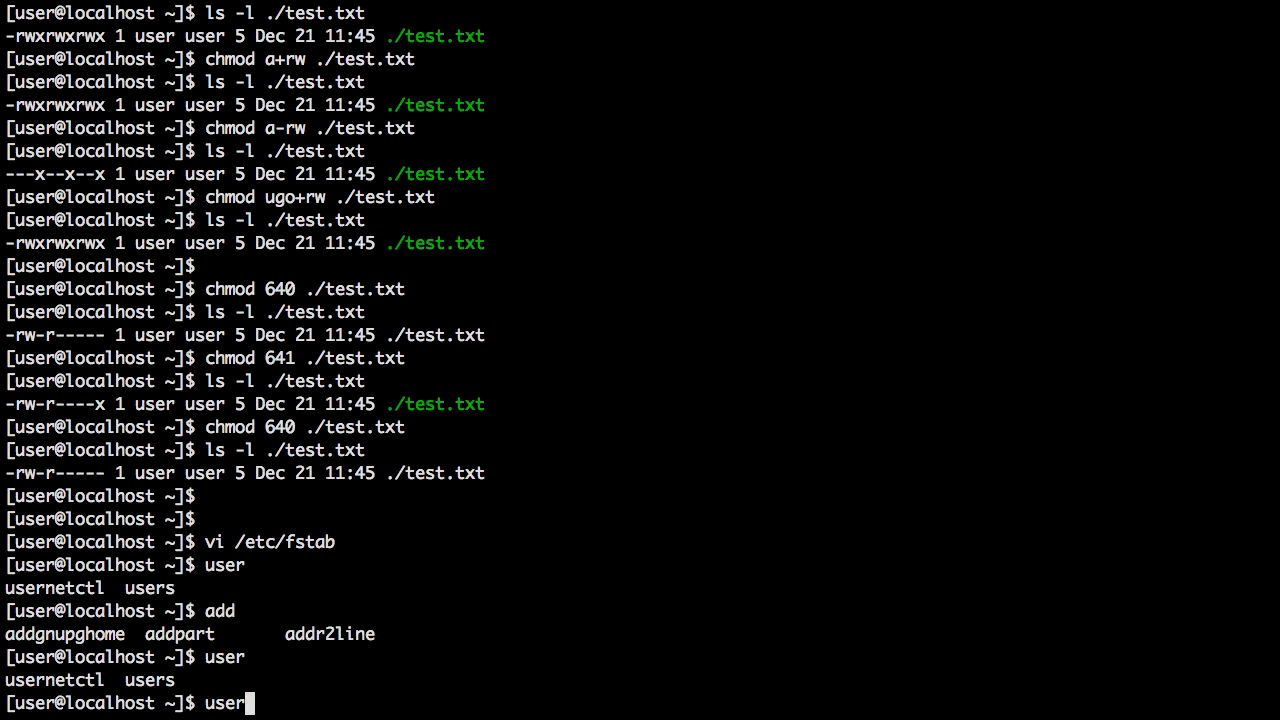 [user@localhost ~]$ ls -l ./test.txt
-rwxrwxrwx 1 user user 5 Dec 21 11:45 ./test.txt
[user@localhost ~]$ chmod a+rw ./test.txt
[user@localhost ~]$ ls -l ./test.txt
-rwxrwxrwx 1 user user 5 Dec 21 11:45 ./test.txt
[user@localhost ~]$ chmod a-rw ./test.txt
[user@localhost ~]$ ls -l ./test.txt
---x--x--x 1 user user 5 Dec 21 11:45 ./test.txt
[user@localhost ~]$ chmod ugo+rw ./test.txt
[user@localhost ~]$ ls -l ./test.txt
-rwxrwxrwx 1 user user 5 Dec 21 11:45 ./test.txt
[user@localhost ~]$
[user@localhost ~]$ chmod 640 ./test.txt
[user@localhost ~]$ ls -l ./test.txt
-rw-r----- 1 user user 5 Dec 21 11:45 ./test.txt
[user@localhost ~]$ chmod 641 ./test.txt
[user@localhost ~]$ ls -l ./test.txt
-rw-r----x 1 user user 5 Dec 21 11:45 ./test.txt
[user@localhost ~]$ chmod 640 ./test.txt
[user@localhost ~]$ ls -l ./test.txt
-rw-r----- 1 user user 5 Dec 21 11:45 ./test.txt
[user@localhost ~]$
[user@localhost ~]$
[user@localhost ~]$ vi /etc/fstab
[user@localhost ~]$ user
usernetctl  users
[user@localhost ~]$ add
addgnupghome  addpart       addr2line
[user@localhost ~]$ user
usernetctl  users
[user@localhost ~]$ user